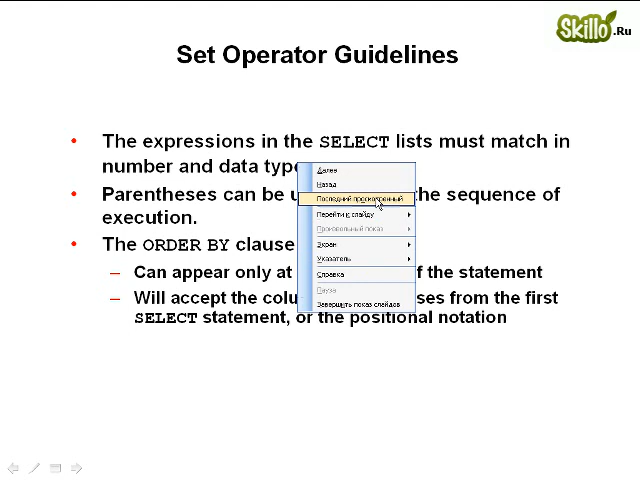 Skillo.Ru
Set Operator Guidelines
• The expressions in the SELECT lists must match in
number and data typ
• Parentheses can be u the sequence of
execution.
• The ORDER BY clause
– Can appear only at f the statement
– Will accept the colu ses from the first
SELECT statement, or the positional notation
Далее
Назад
Последний просмотренный
Перейти к слайду
Произвольный показ
Экран
Указатель
Справка
Пауза
Завершить показ слайдов